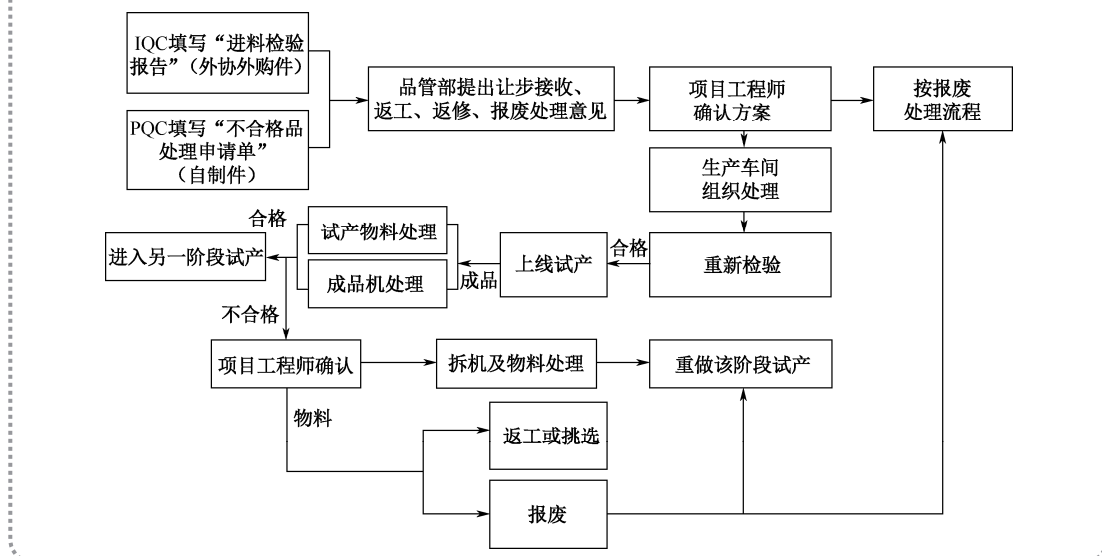 IQC填写“进料检验
报告”（外协外购件）
品管部提出让步接收、
返工、返修、报废处理意见
项目工程师
确认方案
按报废
处理流程
PQC填写“不合格品
处理申请单”
（自制件）
生产车间
组织处理
合格
试产物料处理
进入另一阶段试产
成品机处理
成品
上线试产
合格
重新检验
不合格
项目工程师确认
拆机及物料处理
重做该阶段试产
物料
返工或挑选
报废